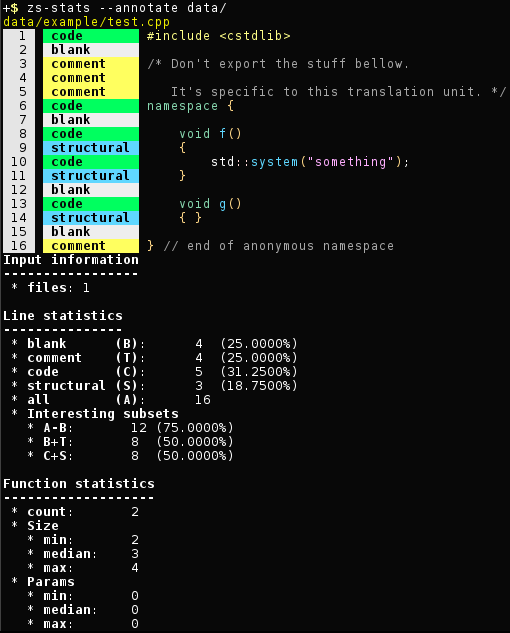 +$ zs-stats --annotate data/
data/example/test.cpp
1 code #include <cstdlib>
2 blank
3 comment /* Don't export the stuff bellow.
4 comment
5 comment It's specific to this translation unit. */
6 code namespace {
7 blank
8 code void f()
9 structural {
10 code std::system("something");
11 structural }
12 blank
13 code void g()
14 structural { }
15 blank
16 comment } // end of anonymous namespace
Input information
-----------------
* files: 1
Line statistics
---------------
* blank (B): 4 (25.0000%)
* comment (T): 4 (25.0000%)
* code (C): 5 (31.2500%)
* structural (S): 3 (18.7500%)
* all (A): 16
* Interesting subsets
* A-B: 12 (75.0000%)
* B+T: 8 (50.0000%)
* C+S: 8 (50.0000%)
Function statistics
-------------------
* count: 2
* Size
* min: 2
* median: 3
* max: 4
* Params
* min: 0
* median: 0
* max: 0